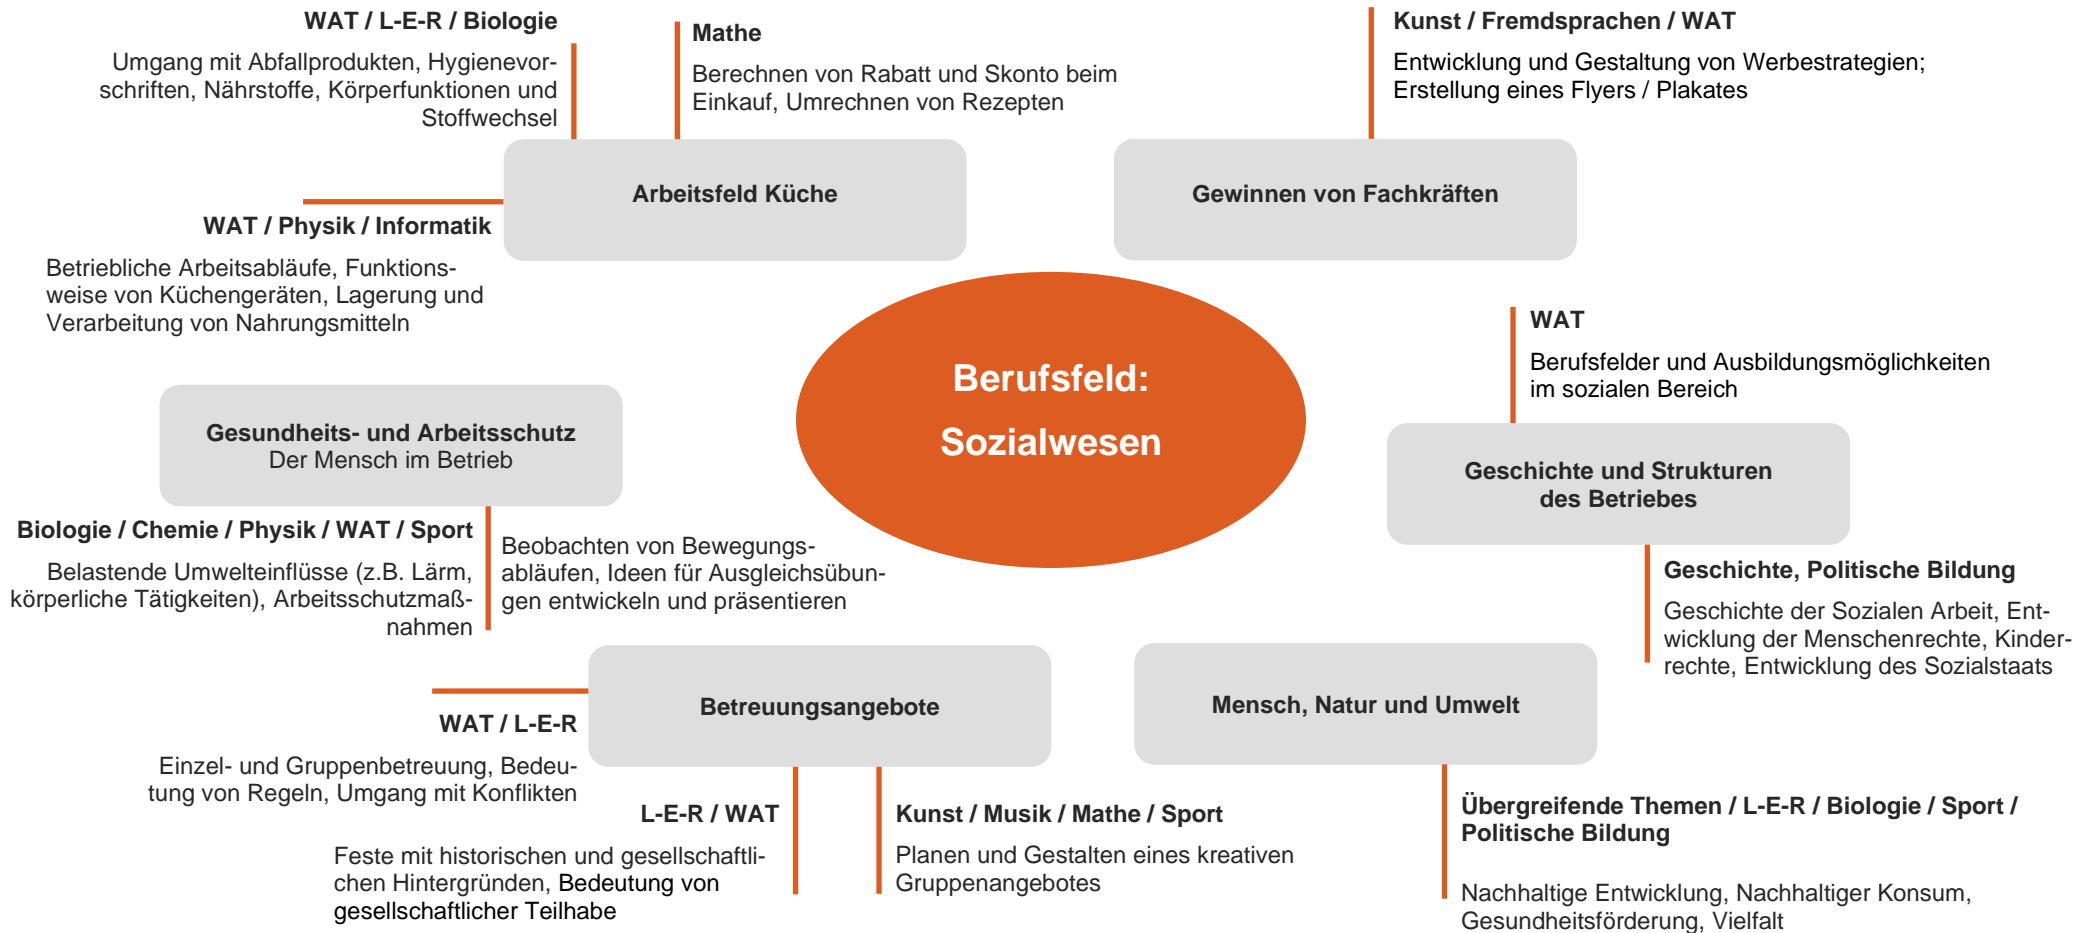 WAT / L-E-R / Biologie
Umgang mit Abfallprodukten, Hygienevor-
schriften, Nährstoffe, Körperfunktionen und
Stoffwechsel
Mathe
Berechnen von Rabatt und Skonto beim
Einkauf, Umrechnen von Rezepten
Kunst / Fremdsprachen / WAT
Entwicklung und Gestaltung von Werbestrategien;
Erstellung eines Flyers / Plakates
Arbeitsfeld Küche
Gewinnen von Fachkräften
WAT / Physik / Informatik
Betriebliche Arbeitsabläufe, Funktions-
weise von Küchengeräten, Lagerung und
Verarbeitung von Nahrungsmitteln
WAT
Berufsfelder und Ausbildungsmöglichkeiten
im sozialen Bereich
Berufsfeld:
Sozialwesen
Gesundheits- und Arbeitsschutz
Der Mensch im Betrieb
Geschichte und Strukturen
des Betriebes
Biologie / Chemie / Physik / WAT / Sport
Belastende Umwelteinflüsse (z.B. Lärm,
körperliche Tätigkeiten), Arbeitsschutzmaß-
nahmen
Beobachten von Bewegungs-
abläufen, Ideen für Ausgleichsübun-
gen entwickeln und präsentieren
Geschichte, Politische Bildung
Geschichte der Sozialen Arbeit, Ent-
wicklung der Menschenrechte, Kinder-
rechte, Entwicklung des Sozialstaats
Betreuungsangebote
Mensch, Natur und Umwelt
WAT / L-E-R
Einzel- und Gruppenbetreuung, Bedeu-
tung von Regeln, Umgang mit Konflikten
L-E-R / WAT
Feste mit historischen und gesellschaftli-
chen Hintergründen, Bedeutung von
gesellschaftlicher Teilhabe
Kunst / Musik / Mathe / Sport
Planen und Gestalten eines kreativen
Gruppenangebotes
Übergreifende Themen / L-E-R / Biologie / Sport /
Politische Bildung
Nachhaltige Entwicklung, Nachhaltiger Konsum,
Gesundheitsförderung, Vielfalt